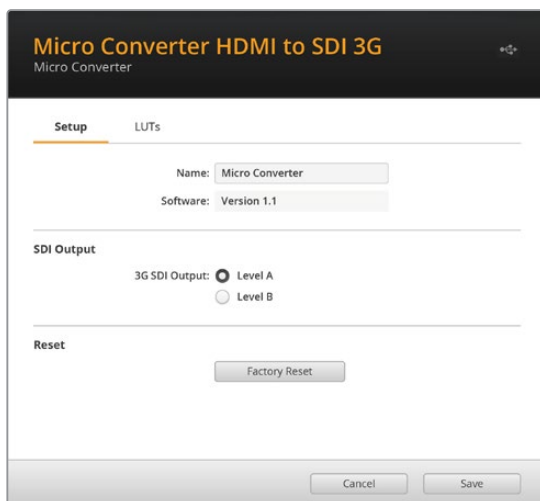 Micro Converter HDMI to SDI 3G
Micro Converter
Setup LUTs
Name: Micro Converter
Software: Version 1.1
SDI Output
3G SDI Output: Level A
Level B
Reset
Factory Reset
Cancel Save